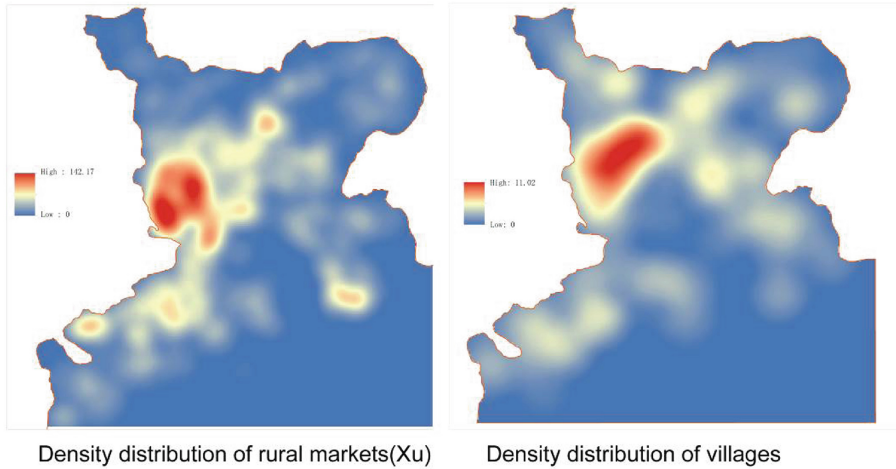 High : 142.17
Low : 0
High: 11.02
Low: 0
Density distribution of rural markets(Xu)
Density distribution of villages